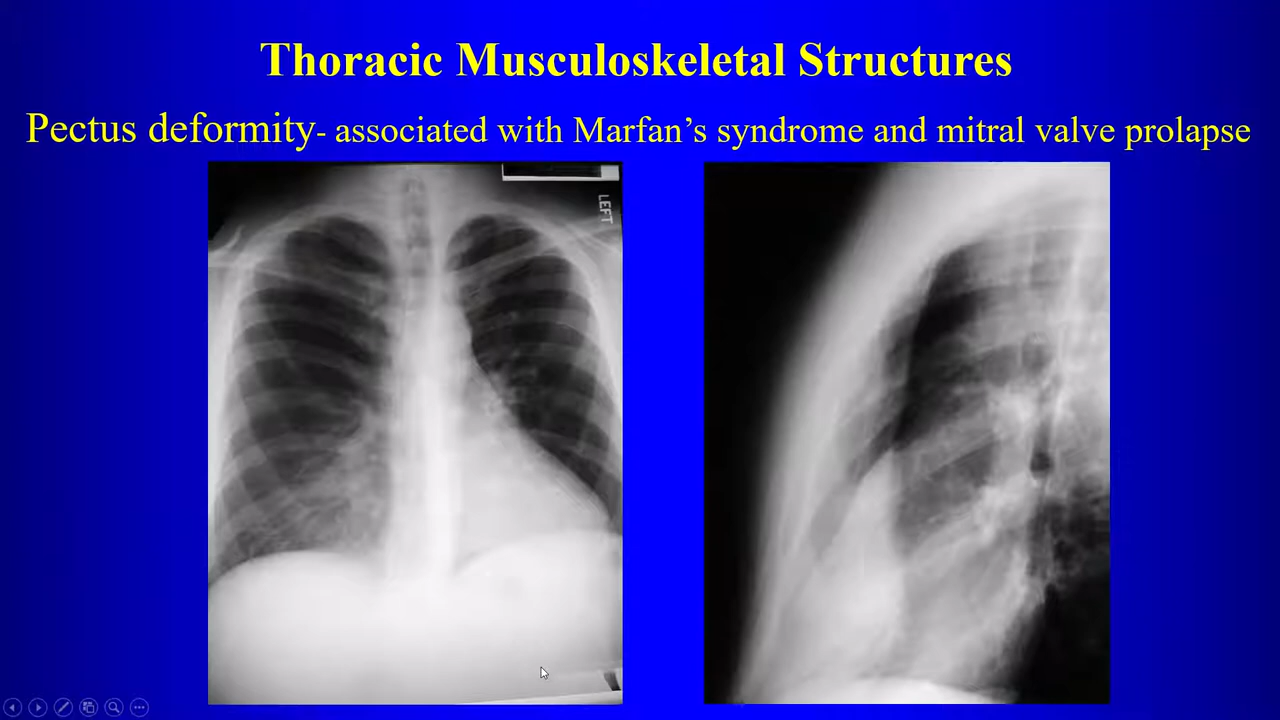 Thoracic Musculoskeletal Structures
Pectus deformity- associated with Marfan’s syndrome and mitral valve prolapse
LEFT